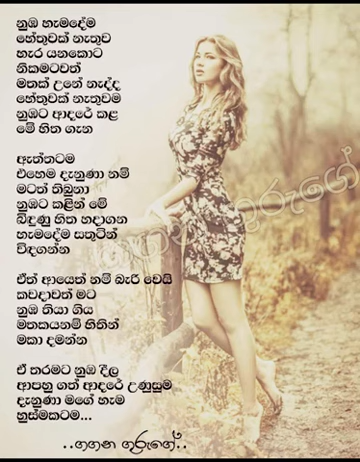 නුඹ හැමදේම
හේතුවක් නැතුව
හැර යනකොට
නිකමටවත්
මතක් උනේ නැද්ද
හේතුවක් නැතුවම
නුඹට ආදරේ කළ
මේ හිත ගැන
ඇත්තටම
එහෙම දැනුණා නම්
මටත් තිබුනා
නුඹට කළින් මේ
බිඳුණු හිත හදාගන
හැමදේම සතුටින්
විඳගන්න
ඒත් ආයෙත් නම් බැරි වෙයි
කවදාවත් මට
නුඹ තියා ගිය
මතකයනම් හිතින්
මකා දමන්න
ඒ තරමට නුඹ දීල
ආපහු ගත් ආදරේ උණුසුම
දැනුණා මගේ හැම
හුස්මකටම...
..ගගන ගුරුගේ..
ගගන ගුරුගේ